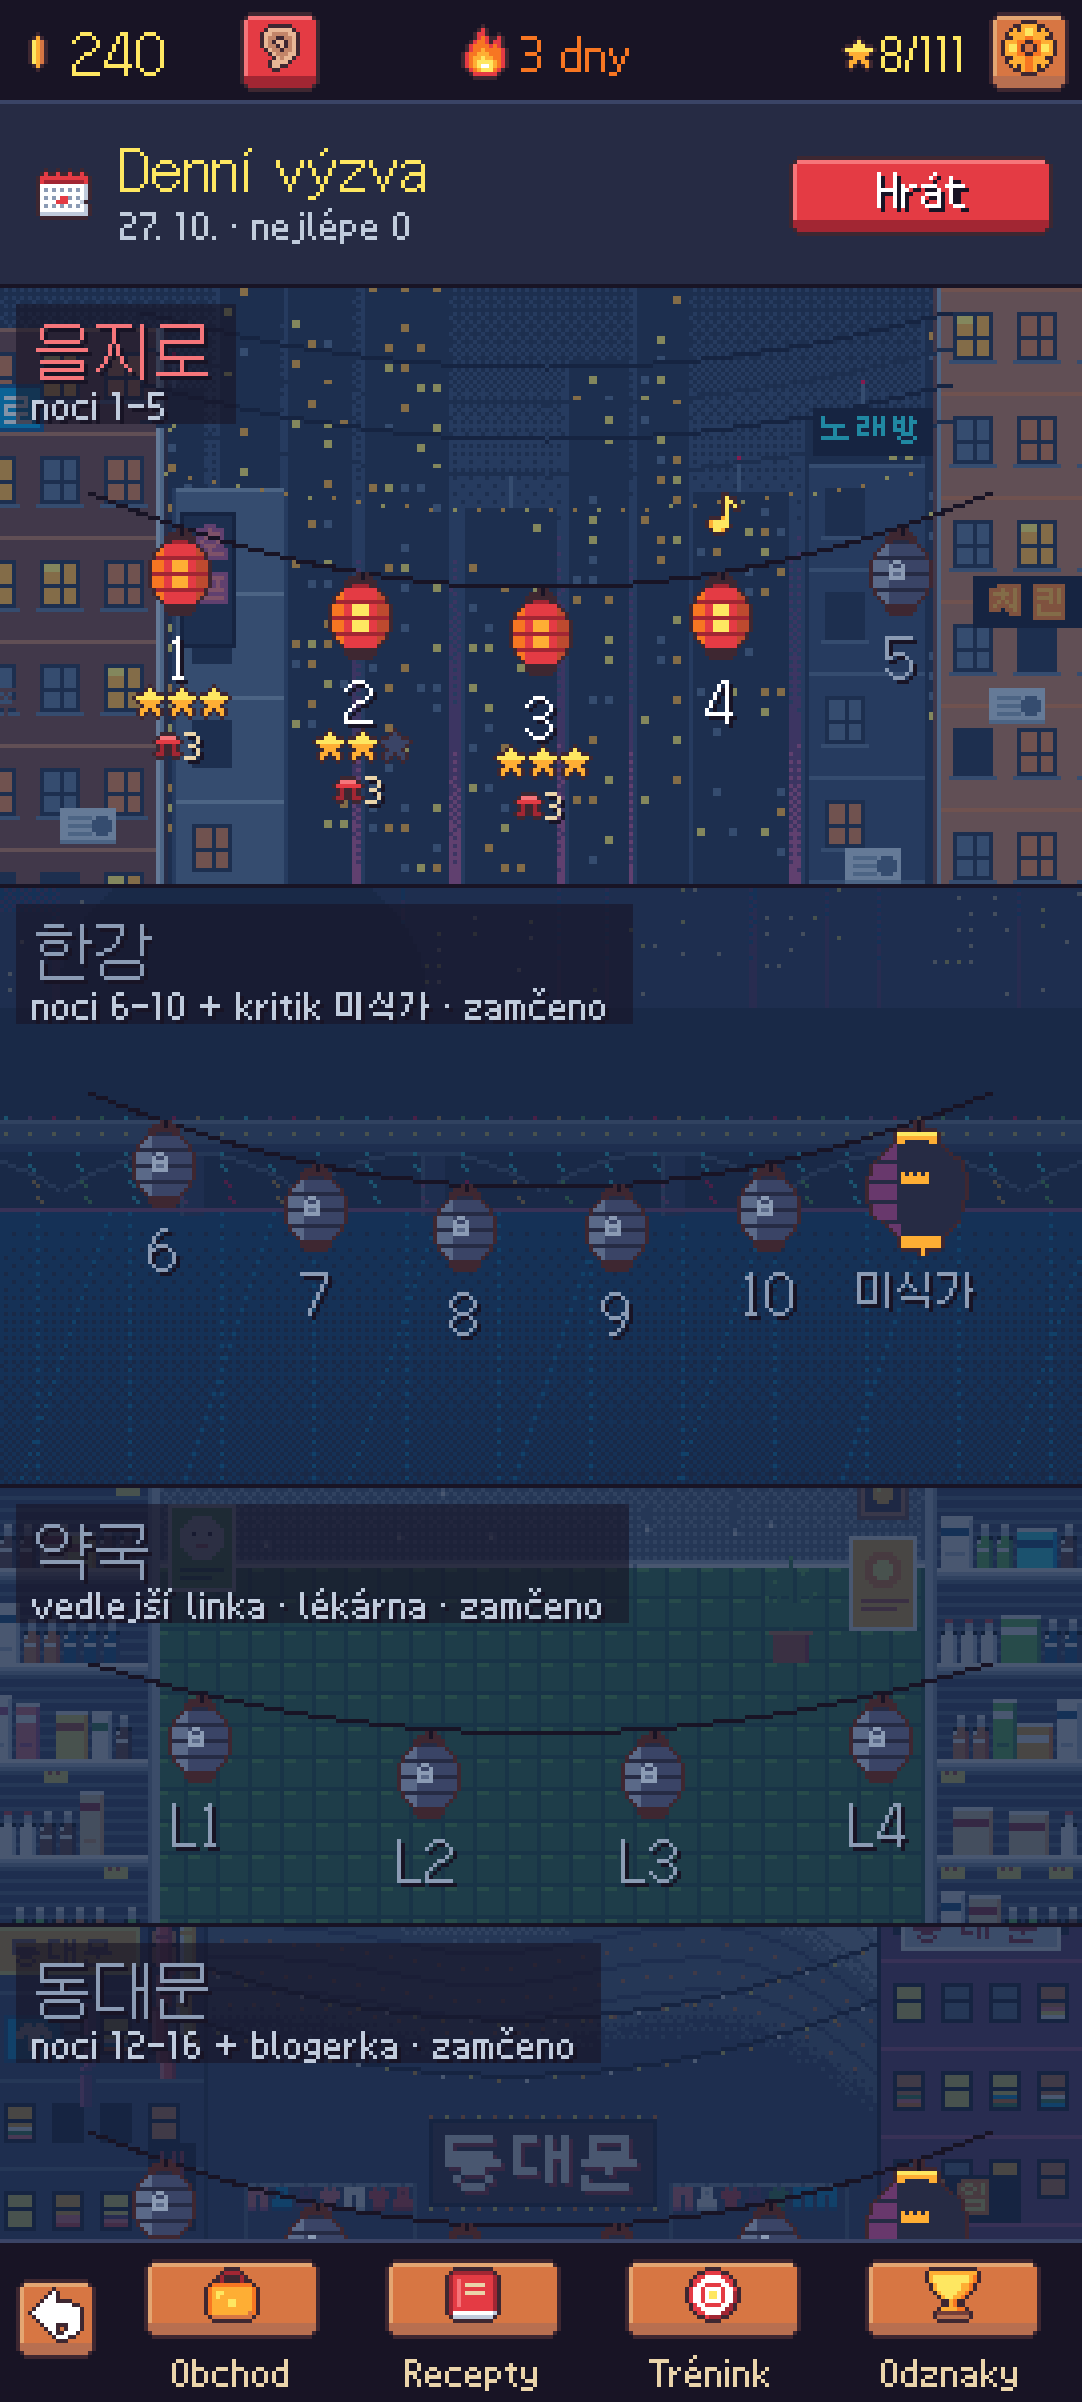 240
3 dny
8/111
Denní výzva
27. 10. · nejlépe 0
Hrát
을지로
noci 1-5
노래방
치킨
1
2
3
4
5
3
3
3
한강
noci 6-10 + kritik 미식가 · zamčeno
6
7
8
9
10
미식가
약국
vedlejší linka · lékárna · zamčeno
L1
L2
L3
L4
동대문
동대문
noci 12-16 + blogerka · zamčeno
동대문
Obchod
Recepty
Trénink
Odznaky